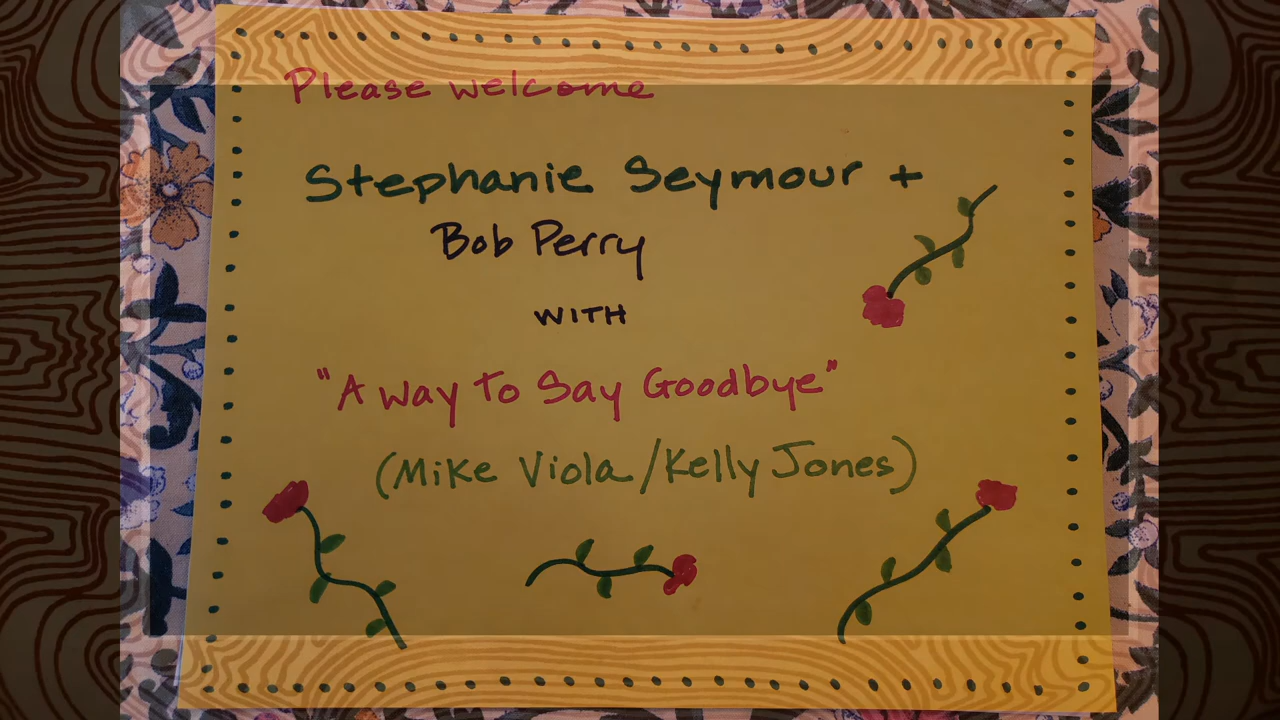 Please welcome
Stephanie Seymour +
Bob Perry
WITH
"A way to Say Goodbye"
(Mike Viola/Kelly Jones)